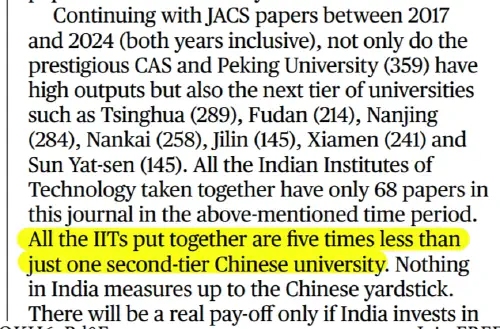 Continuing with JACS papers between 2017
and 2024 (both years inclusive), not only do the
prestigious CAS and Peking University (359) have
high outputs but also the next tier of universities
such as Tsinghua (289), Fudan (214), Nanjing
(284), Nankai (258), Jilin (145), Xiamen (241) and
Sun Yat-sen (145). All the Indian Institutes of
Technology taken together have only 68 papers in
this journal in the above-mentioned time period.
All the IITs put together are five times less than
just one second-tier Chinese university. Nothing
in India measures up to the Chinese yardstick.
There will be a real pay-off only if India invests in